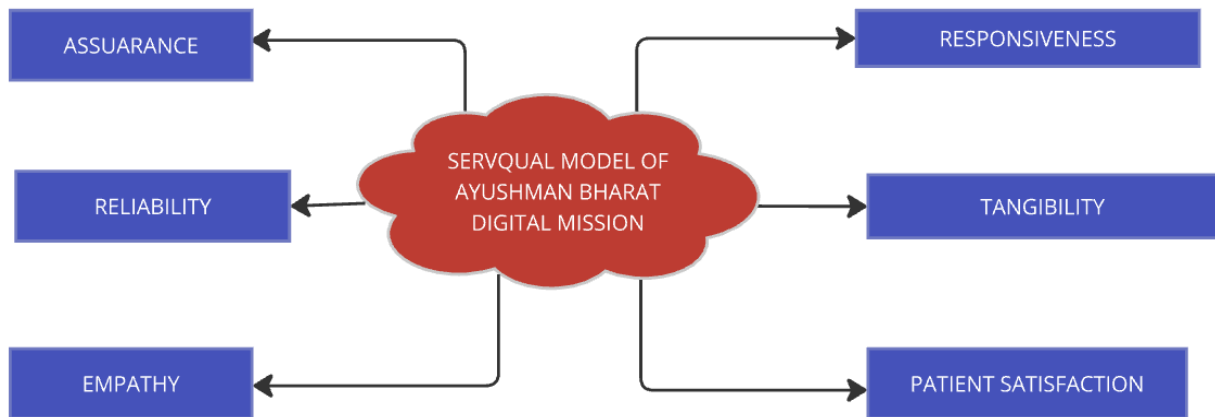 ASSUARANCE
RESPONSIVENESS
SERVQUAL MODEL OF
AYUSHMAN BHARAT
DIGITAL MISSION
RELIABILITY
TANGIBILITY
EMPATHY
PATIENT SATISFACTION